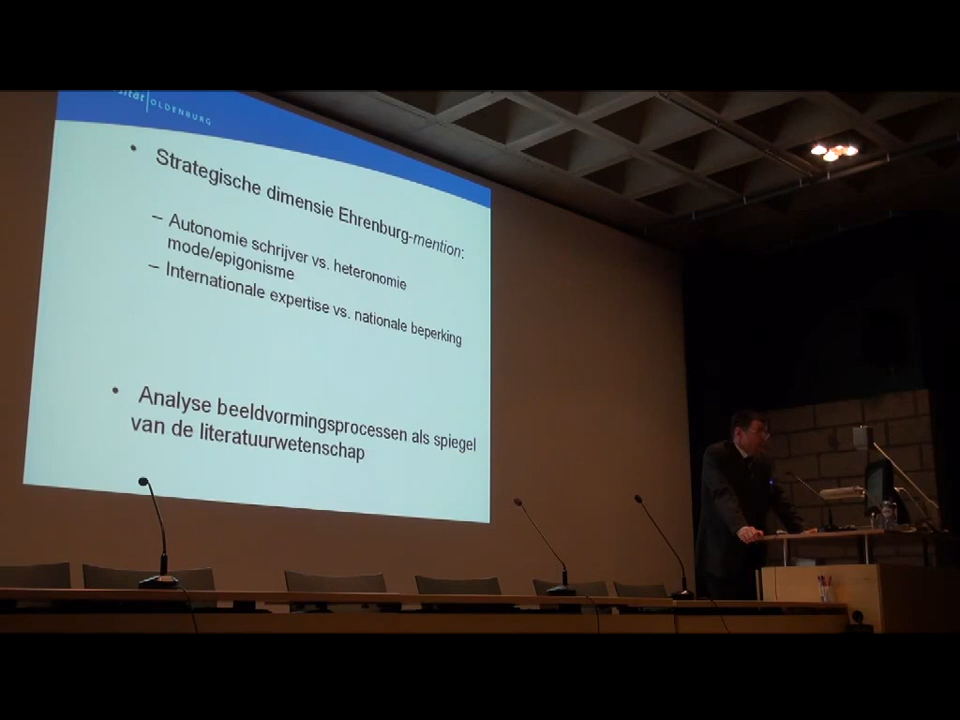 OLDENBURG
• Strategische dimensie Ehrenburg-mention:
– Autonomie schrijver vs. heteronomie
mode/epigonisme
– Internationale expertise vs. nationale beperking
• Analyse beeldvormingsprocessen als spiegel
van de literatuurwetenschap